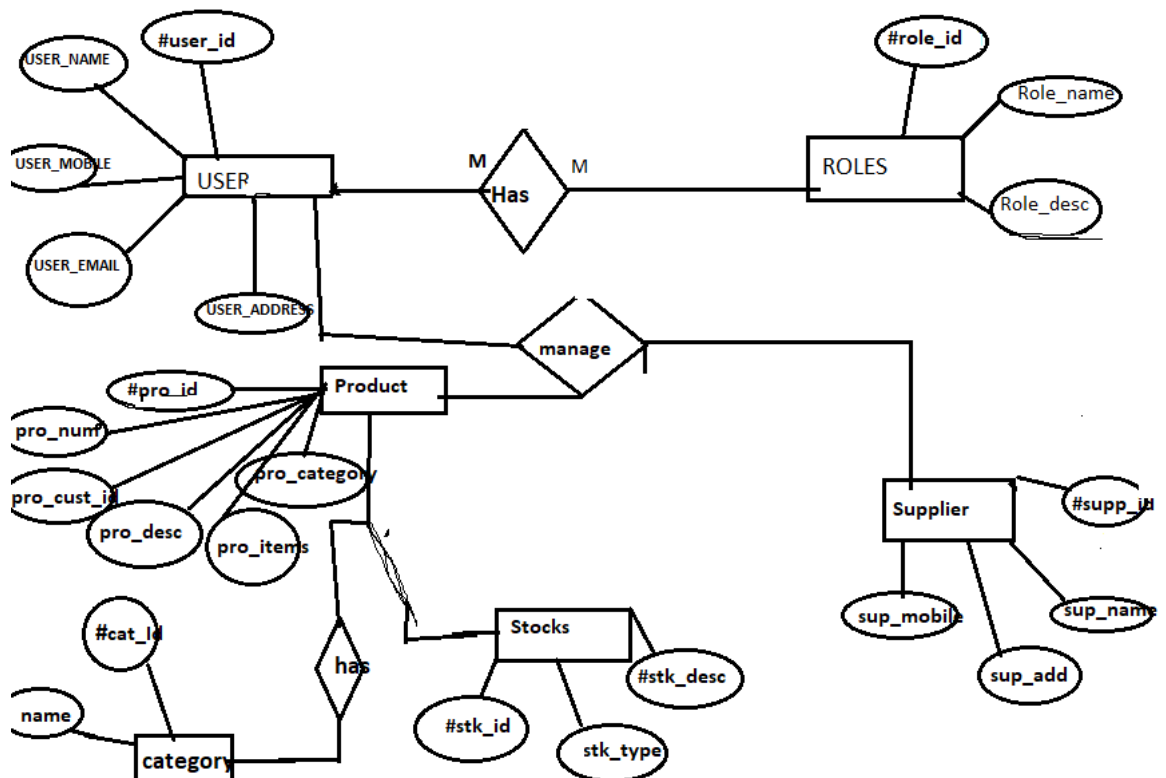 #user_id
#role_id
USER_NAME
Role_name
USER_MOBILE
USER
M
M
Has
ROLES
Role_desc
USER_EMAIL
USER_ADDRESS
manage
#pro_id
Product
pro_num
pro_category
pro_cust_id
pro_desc
pro_items
Supplier
#supp_id
sup_mobile
sup_name
sup_add
#cat_Id
has
Stocks
#stk_desc
name
#stk_id
stk_type
category